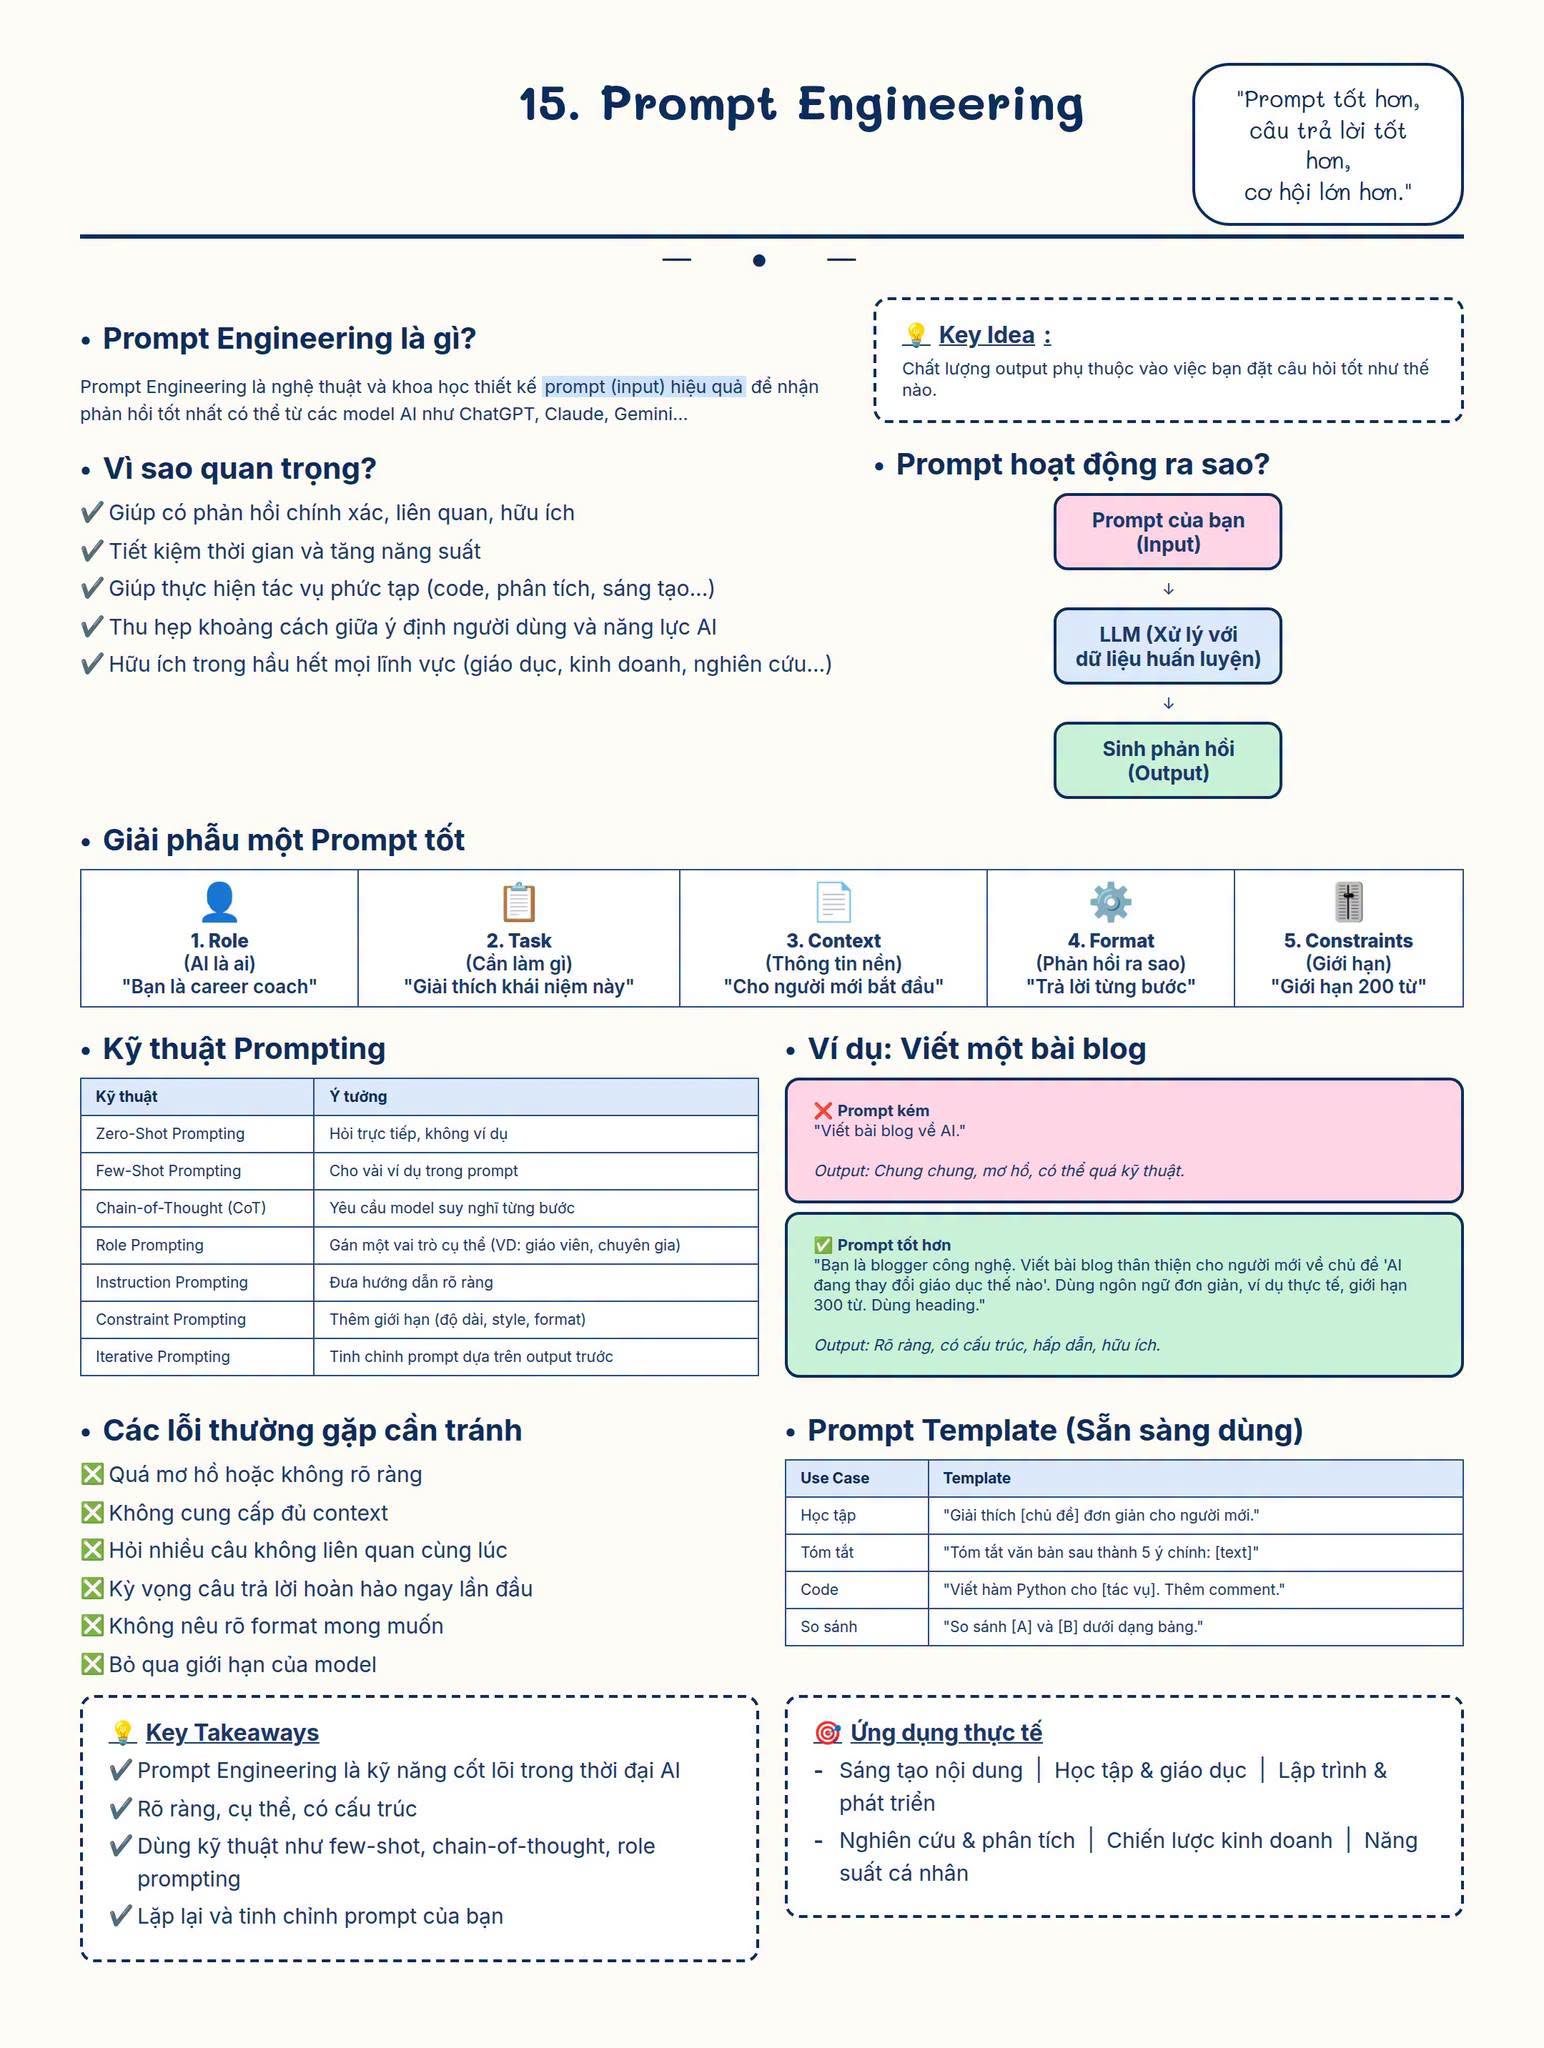 15. Prompt Engineering
"Prompt tốt hơn,
câu trả lời tốt
hơn,
cơ hội lớn hơn."
• Prompt Engineering là gì?
Prompt Engineering là nghệ thuật và khoa học thiết kế prompt (input) hiệu quả để nhận
phản hồi tốt nhất có thể từ các model AI như ChatGPT, Claude, Gemini...
💡 Key Idea :
Chất lượng output phụ thuộc vào việc bạn đặt câu hỏi tốt như thế
nào.
• Vì sao quan trọng?
✔ Giúp có phản hồi chính xác, liên quan, hữu ích
✔ Tiết kiệm thời gian và tăng năng suất
✔ Giúp thực hiện tác vụ phức tạp (code, phân tích, sáng tạo...)
✔ Thu hẹp khoảng cách giữa ý định người dùng và năng lực AI
✔ Hữu ích trong hầu hết mọi lĩnh vực (giáo dục, kinh doanh, nghiên cứu...)
• Prompt hoạt động ra sao?
Prompt của bạn
(Input)
↓
LLM (Xử lý với
dữ liệu huấn luyện)
↓
Sinh phản hồi
(Output)
• Giải phẫu một Prompt tốt
1. Role
(AI là ai)
"Bạn là career coach"
2. Task
(Cần làm gì)
"Giải thích khái niệm này"
3. Context
(Thông tin nền)
"Cho người mới bắt đầu"
4. Format
(Phản hồi ra sao)
"Trả lời từng bước"
5. Constraints
(Giới hạn)
"Giới hạn 200 từ"
• Kỹ thuật Prompting
Kỹ thuật Ý tưởng
Zero-Shot Prompting Hỏi trực tiếp, không ví dụ
Few-Shot Prompting Cho vài ví dụ trong prompt
Chain-of-Thought (CoT) Yêu cầu model suy nghĩ từng bước
Role Prompting Gán một vai trò cụ thể (VD: giáo viên, chuyên gia)
Instruction Prompting Đưa hướng dẫn rõ ràng
Constraint Prompting Thêm giới hạn (độ dài, style, format)
Iterative Prompting Tinh chỉnh prompt dựa trên output trước
• Ví dụ: Viết một bài blog
❌ Prompt kém
"Viết bài blog về AI."
Output: Chung chung, mơ hồ, có thể quá kỹ thuật.
✅ Prompt tốt hơn
"Bạn là blogger công nghệ. Viết bài blog thân thiện cho người mới về chủ đề 'AI
đang thay đổi giáo dục thế nào'. Dùng ngôn ngữ đơn giản, ví dụ thực tế, giới hạn
300 từ. Dùng heading."
Output: Rõ ràng, có cấu trúc, hấp dẫn, hữu ích.
• Các lỗi thường gặp cần tránh
❎ Quá mơ hồ hoặc không rõ ràng
❎ Không cung cấp đủ context
❎ Hỏi nhiều câu không liên quan cùng lúc
❎ Kỳ vọng câu trả lời hoàn hảo ngay lần đầu
❎ Không nêu rõ format mong muốn
❎ Bỏ qua giới hạn của model
• Prompt Template (Sẵn sàng dùng)
Use Case Template
Học tập "Giải thích [chủ đề] đơn giản cho người mới."
Tóm tắt "Tóm tắt văn bản sau thành 5 ý chính: [text]"
Code "Viết hàm Python cho [tác vụ]. Thêm comment."
So sánh "So sánh [A] và [B] dưới dạng bảng."
💡 Key Takeaways
✔ Prompt Engineering là kỹ năng cốt lõi trong thời đại AI
✔ Rõ ràng, cụ thể, có cấu trúc
✔ Dùng kỹ thuật như few-shot, chain-of-thought, role
prompting
✔ Lặp lại và tinh chỉnh prompt của bạn
🎯 Ứng dụng thực tế
- Sáng tạo nội dung | Học tập & giáo dục | Lập trình &
phát triển
- Nghiên cứu & phân tích | Chiến lược kinh doanh | Năng
suất cá nhân